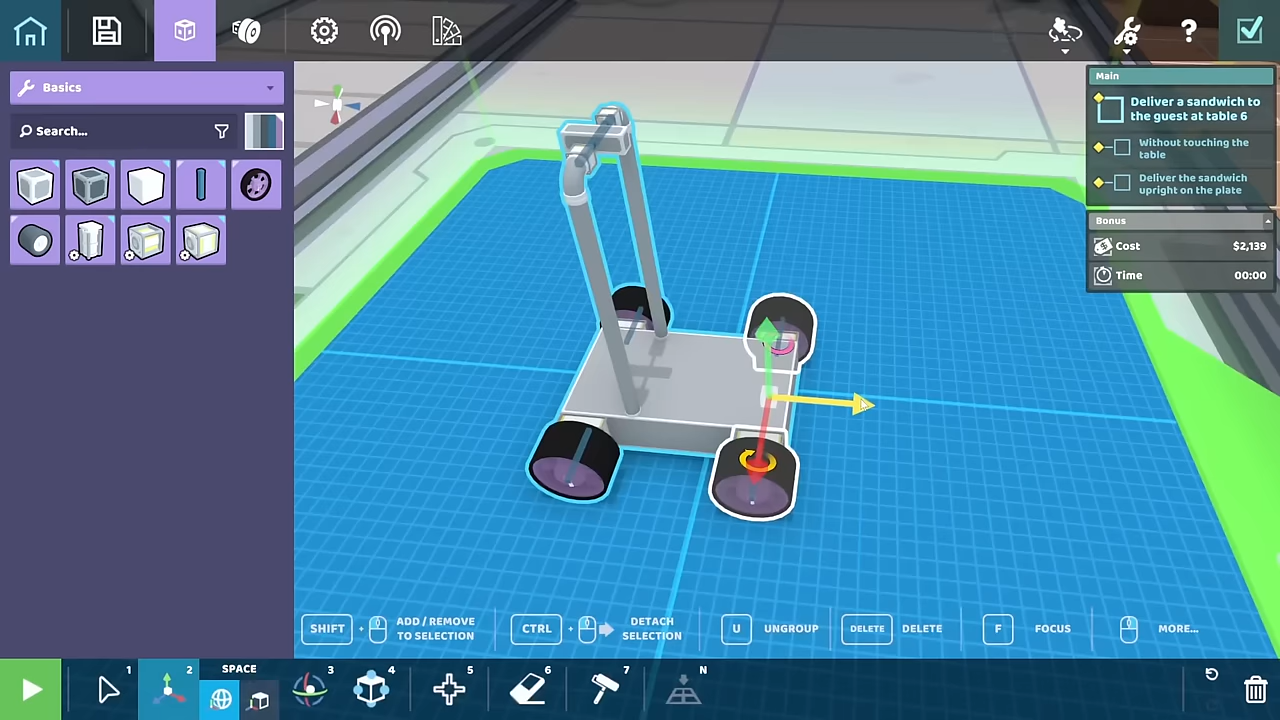 Basics
Search...
Main
Deliver a sandwich to
the guest at table 6
Without touching the
table
Deliver the sandwich
upright on the plate
Bonus
Cost $2,139
Time 00:00
SHIFT + ADD / REMOVE
TO SELECTION
CTRL + DETACH
SELECTION
U UNGROUP
DELETE DELETE
F FOCUS
MORE...
1
2
SPACE
3
4
5
6
7
N